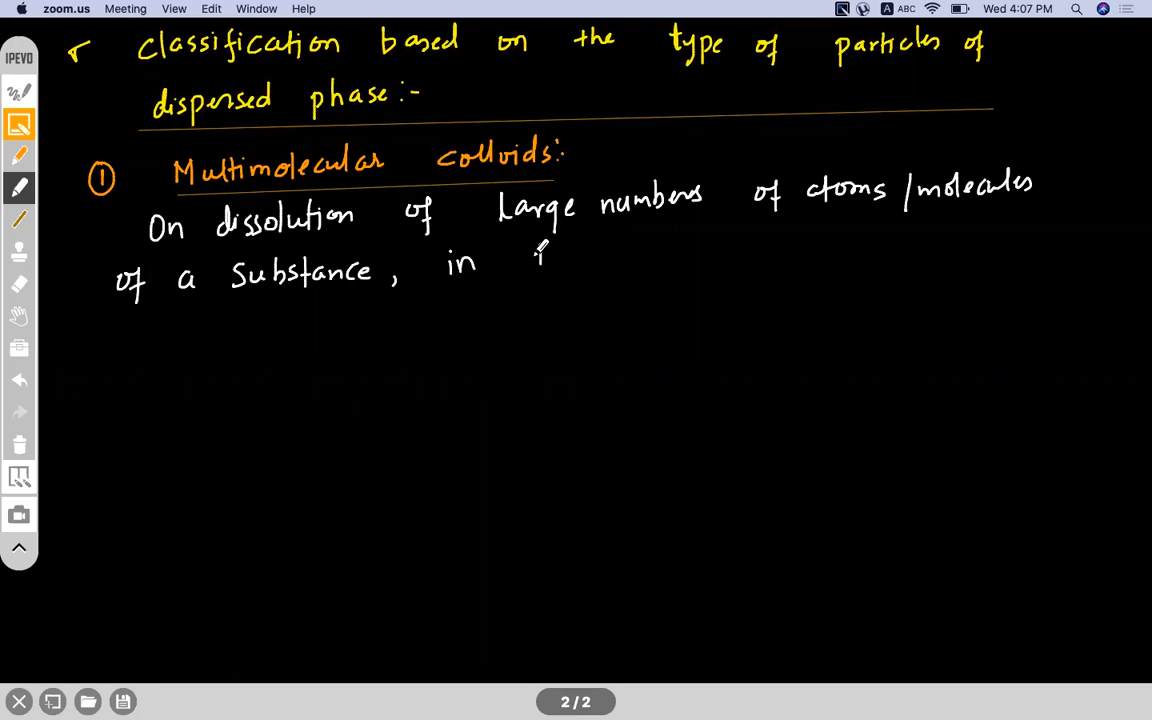 zoom.us Meeting View Edit Window Help ABC Wed 4:07 PM
IPEVO
Classification based on the type of particles of
dispersed phase :-
① Multimolecular colloids:
On dissolution of Large numbers of atoms /molecules
of a Substance, in
2 / 2